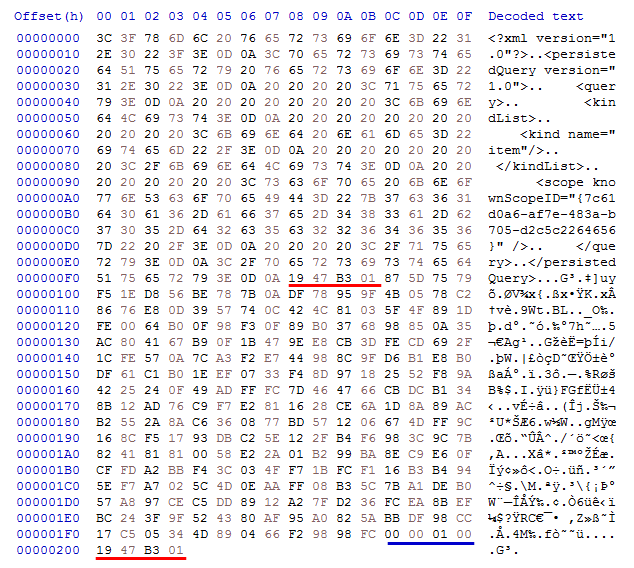 Offset(h) 00 01 02 03 04 05 06 07 08 09 0A 0B 0C 0D 0E 0F Decoded text
00000000 3C 3F 78 6D 6C 20 76 65 72 73 69 6F 6E 3D 22 31 <?xml version="1
00000010 2E 30 22 3F 3E 0D 0A 3C 70 65 72 73 69 73 74 65 .0"?>..<persiste
00000020 64 51 75 65 72 79 20 76 65 72 73 69 6F 6E 3D 22 dQuery version="
00000030 31 2E 30 22 3E 0D 0A 20 20 20 20 3C 71 75 65 72 1.0">..    <quer
00000040 79 3E 0D 0A 20 20 20 20 20 20 20 20 3C 6B 69 6E y>..        <kin
00000050 64 4C 69 73 74 3E 0D 0A 20 20 20 20 20 20 20 20 dList>..
00000060 20 20 20 20 3C 6B 69 6E 64 20 6E 61 6D 65 3D 22     <kind name="
00000070 69 74 65 6D 22 2F 3E 0D 0A 20 20 20 20 20 20 20 item"/>..
00000080 20 3C 2F 6B 69 6E 64 4C 69 73 74 3E 0D 0A 20 20  </kindList>..
00000090 20 20 20 20 20 20 3C 73 63 6F 70 65 20 6B 6E 6F       <scope kno
000000A0 77 6E 53 63 6F 70 65 49 44 3D 22 7B 37 63 36 31 wnScopeID="{7c61
000000B0 64 30 61 36 2D 61 66 37 65 2D 34 38 33 61 2D 62 d0a6-af7e-483a-b
000000C0 37 30 35 2D 64 32 63 35 63 32 32 36 34 36 35 36 705-d2c5c2264656
000000D0 7D 22 20 2F 3E 0D 0A 20 20 20 20 3C 2F 71 75 65 }" />..    </que
000000E0 72 79 3E 0D 0A 3C 2F 70 65 72 73 69 73 74 65 64 ry>..</persisted
000000F0 51 75 65 72 79 3E 0D 0A 19 47 B3 01 87 5D 75 79 Query>...G³.‡]uy
00000100 F5 1E D8 56 BE 78 7B 0A DF 78 95 9F 4B 05 78 C2 õ.ØV¾x{.ßx•ŸK.xÂ
00000110 86 76 E8 0D 39 57 74 0C 42 4C 81 03 5F 4F 89 1D †vè.9Wt.BL.._O‰.
00000120 FE 00 64 B0 0F 98 F3 0F 89 B0 37 68 98 85 0A 35 þ.d°.˜ó.‰°7h˜….5
00000130 AC 80 41 67 B9 0F 1B 47 9E E8 CB 3D FE CD 69 2F ¬€Ag¹..GžèË=þÍi/
00000140 1C FE 57 0A 7C A3 F2 E7 44 98 8C 9F D6 B1 E8 B0 .þW.|£òçD˜ŒŸÖ±è°
00000150 DF 61 C1 B0 1E EE 07 33 F4 8D 97 18 25 52 F8 9A ßaÁ°.î.3ô.—.%Røš
00000160 42 25 24 0F 49 AD FF FC 7D 46 47 66 CB DC B1 34 B%$.I.ÿü}FGfËÜ±4
00000170 8B 12 AD 76 C9 F7 E2 81 16 28 CE 6A 1D 8A 89 AC ‹..vÉ÷â..(Îj.Š‰¬
00000180 B2 55 2A 8A C6 36 08 77 BD 57 12 06 67 4D FF 9C ²U*ŠÆ6.w½W..gMÿœ
00000190 16 8C F5 17 93 DB C2 5E 12 2F B4 F6 98 3C 9C 7B .Œõ.“ÛÂ^./´ö˜<œ{
000001A0 82 41 81 81 00 58 E2 2A 01 B2 99 BA 8E C9 E6 0F ‚A...Xâ*.²™ºŽÉæ.
000001B0 CF FD A2 BB F4 3C 03 4F F7 1B FC F1 16 B3 B4 94 Ïý¢»ô<.O÷.üñ.³´”
000001C0 5E F7 A7 02 5C 4D 0E AA FF 08 B3 5C 7B A1 DE B0 ^÷§.\M.ªÿ.³\{¡Þ°
000001D0 57 A8 97 CE C5 DD 89 12 A2 7F D2 36 FC EA 8B EF W¨—ÎÅÝ‰.¢.Ò6üê‹ï
000001E0 BC 24 3F 9F 52 43 80 AF 95 A0 82 5A BB DF 98 CC ¼$?ŸRC€¯• ‚Z»ß˜Ì
000001F0 17 C5 05 34 4D 89 04 66 F2 98 98 FC 00 00 01 00 .Å.4M‰.fò˜˜ü....
00000200 19 47 B3 01 .G³.